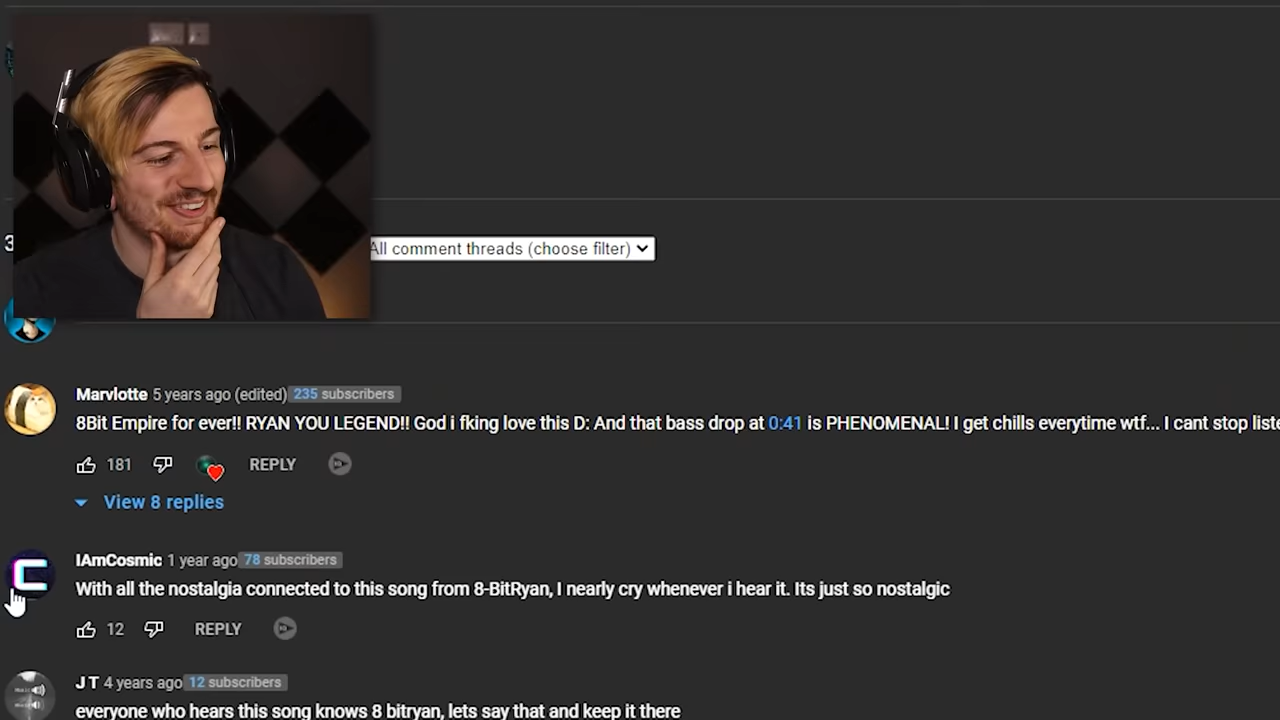 3
All comment threads (choose filter)
Marvlotte 5 years ago (edited) 235 subscribers
8Bit Empire for ever!! RYAN YOU LEGEND!! God i fking love this D: And that bass drop at 0:41 is PHENOMENAL! I get chills everytime wtf... I cant stop liste
181 REPLY
View 8 replies
IAmCosmic 1 year ago 78 subscribers
With all the nostalgia connected to this song from 8-BitRyan, I nearly cry whenever i hear it. Its just so nostalgic
12 REPLY
J T 4 years ago 12 subscribers
everyone who hears this song knows 8 bitryan, lets say that and keep it there